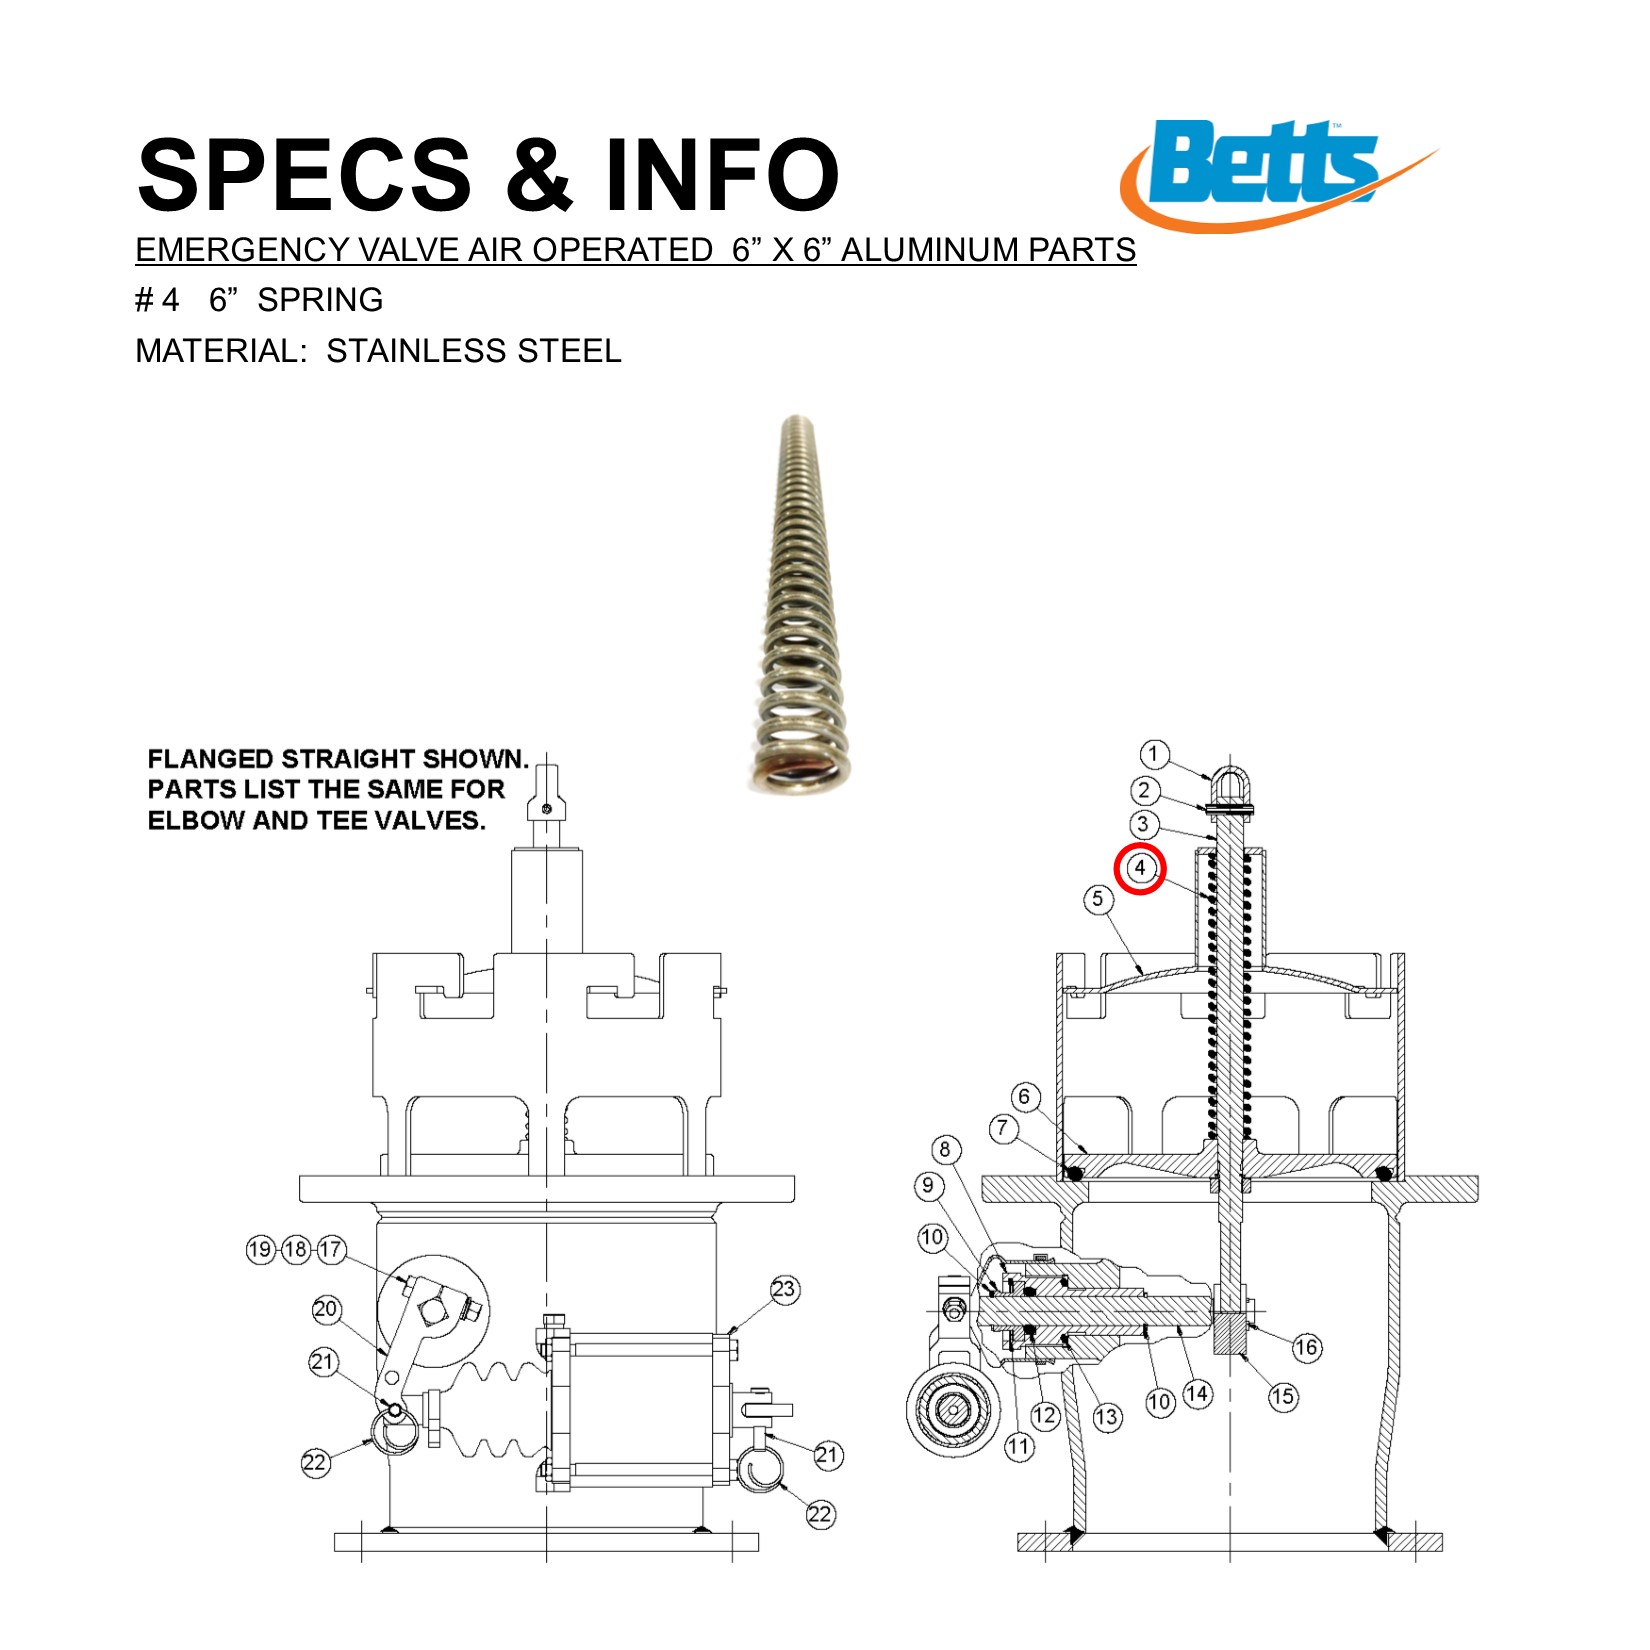 SPECS & INFO
Betts™
EMERGENCY VALVE AIR OPERATED  6” X 6” ALUMINUM PARTS
# 4   6”  SPRING
MATERIAL:  STAINLESS STEEL
FLANGED STRAIGHT SHOWN.
PARTS LIST THE SAME FOR
ELBOW AND TEE VALVES.
1
2
3
4
5
6
7
8
9
10
19 18 17
20
21
22
23
21
22
11
12
13
10
14
15
16